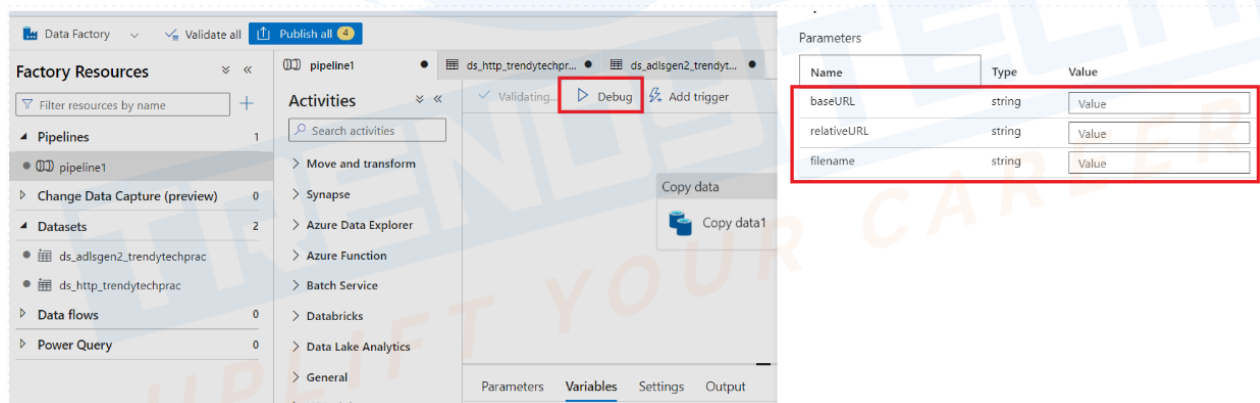 Data Factory
Validate all
Publish all 4
Factory Resources
Filter resources by name
Pipelines 1
pipeline1
Change Data Capture (preview) 0
Datasets 2
ds_adlsgen2_trendytechprac
ds_http_trendytechprac
Data flows 0
Power Query 0
pipeline1
ds_http_trendytechpr...
ds_adlsgen2_trendyt...
Activities
Search activities
Move and transform
Synapse
Azure Data Explorer
Azure Function
Batch Service
Databricks
Data Lake Analytics
General
Validating...
Debug
Add trigger
Copy data
Copy data1
Parameters Variables Settings Output
Parameters
Name Type Value
baseURL string Value
relativeURL string Value
filename string Value
TRENDYTECH
UPLIFT YOUR CAREER